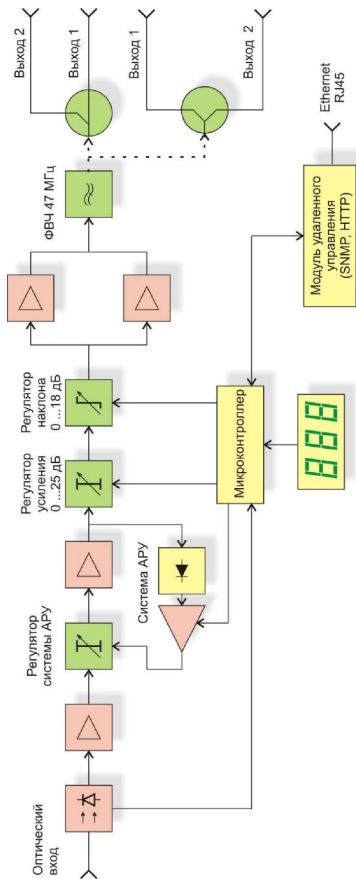 Оптический
вход
Регулятор
системы АРУ
Система АРУ
Регулятор
усиления
0 ...25 дБ
Регулятор
наклона
0 ...18 дБ
ФВЧ 47 МГц
Выход 2
Выход 1
Выход 1
Выход 2
Микроконтроллер
888
Модуль удаленного
управления
(SNMP, HTTP)
Ethernet
RJ45